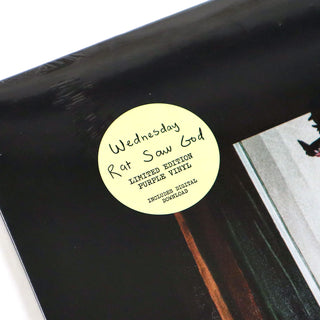 Wednesday
Rat Saw God
LIMITED EDITION
PURPLE VINYL
INCLUDES DIGITAL
DOWNLOAD